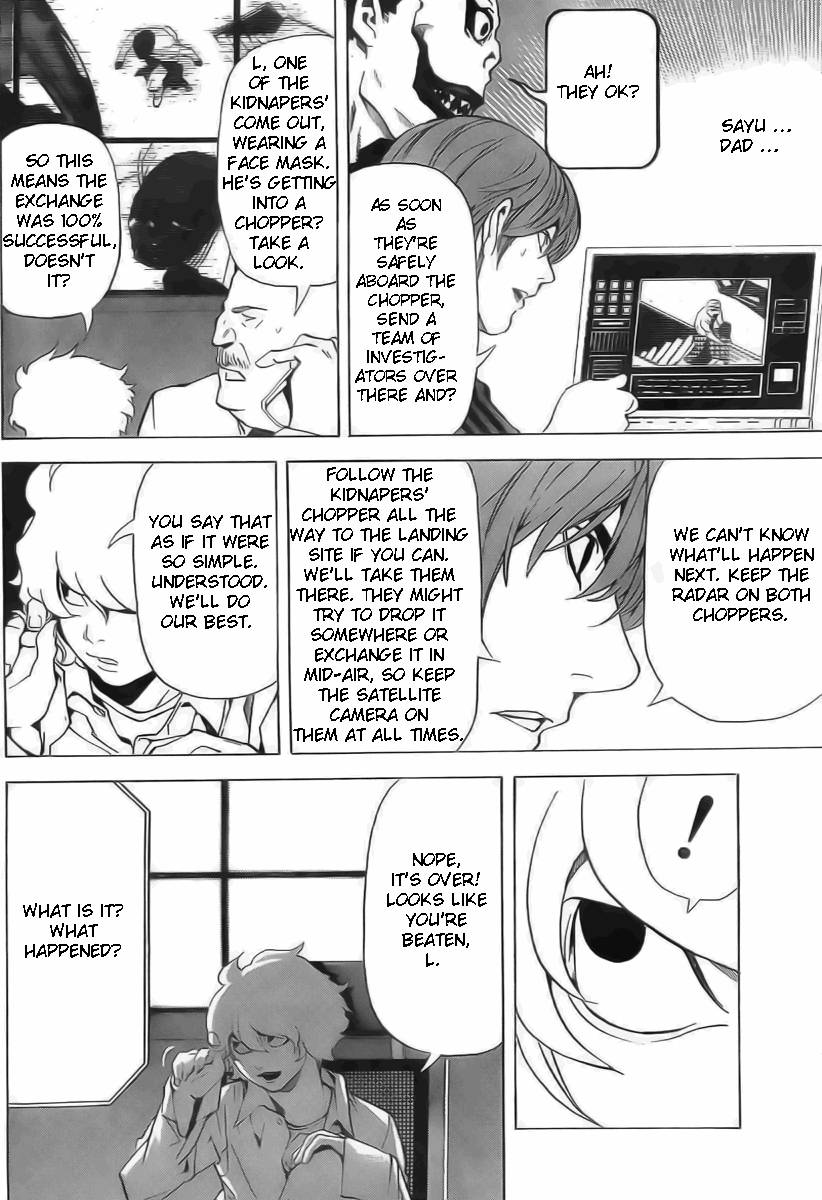 SAYU ...
DAD ...
AH!
THEY OK?
AS SOON
AS
THEY'RE
SAFELY
ABOARD THE
CHOPPER,
SEND A
TEAM OF
INVESTIG-
ATORS OVER
THERE AND?
L, ONE
OF THE
KIDNAPERS'
COME OUT,
WEARING A
FACE MASK.
HE'S GETTING
INTO A
CHOPPER?
TAKE A
LOOK.
SO THIS
MEANS THE
EXCHANGE
WAS 100%
SUCCESSFUL,
DOESN'T
IT?
WE CAN'T KNOW
WHAT'LL HAPPEN
NEXT. KEEP THE
RADAR ON BOTH
CHOPPERS.
FOLLOW THE
KIDNAPERS'
CHOPPER ALL THE
WAY TO THE LANDING
SITE IF YOU CAN.
WE'LL TAKE THEM
THERE. THEY MIGHT
TRY TO DROP IT
SOMEWHERE OR
EXCHANGE IT IN
MID-AIR, SO KEEP
THE SATELLITE
CAMERA ON
THEM AT ALL TIMES.
YOU SAY THAT
AS IF IT WERE
SO SIMPLE.
UNDERSTOOD.
WE'LL DO
OUR BEST.
!
NOPE,
IT'S OVER!
LOOKS LIKE
YOU'RE
BEATEN,
L.
WHAT IS IT?
WHAT
HAPPENED?